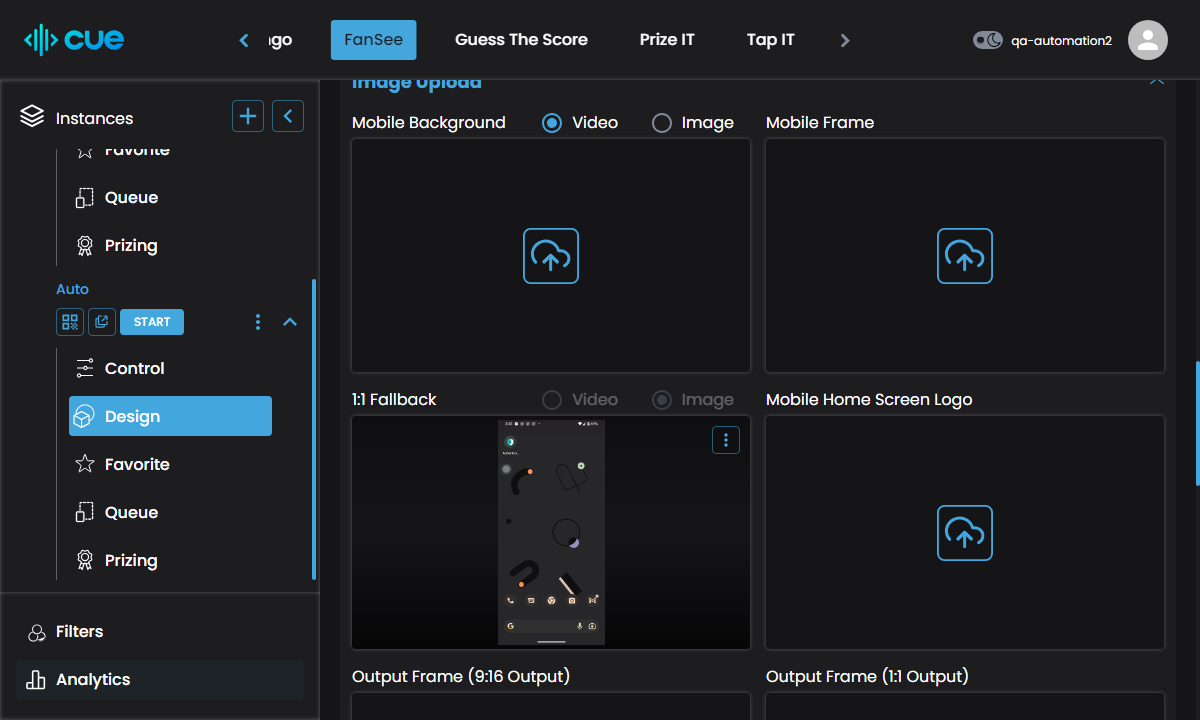 cue
ngo
FanSee
Guess The Score
Prize IT
Tap IT
qa-automation2
Instances
Favorite
Queue
Prizing
Auto
START
Control
Design
Favorite
Queue
Prizing
Filters
Analytics
Image Upload
Mobile Background
Video
Image
Mobile Frame
1:1 Fallback
Video
Image
Mobile Home Screen Logo
Output Frame (9:16 Output)
Output Frame (1:1 Output)